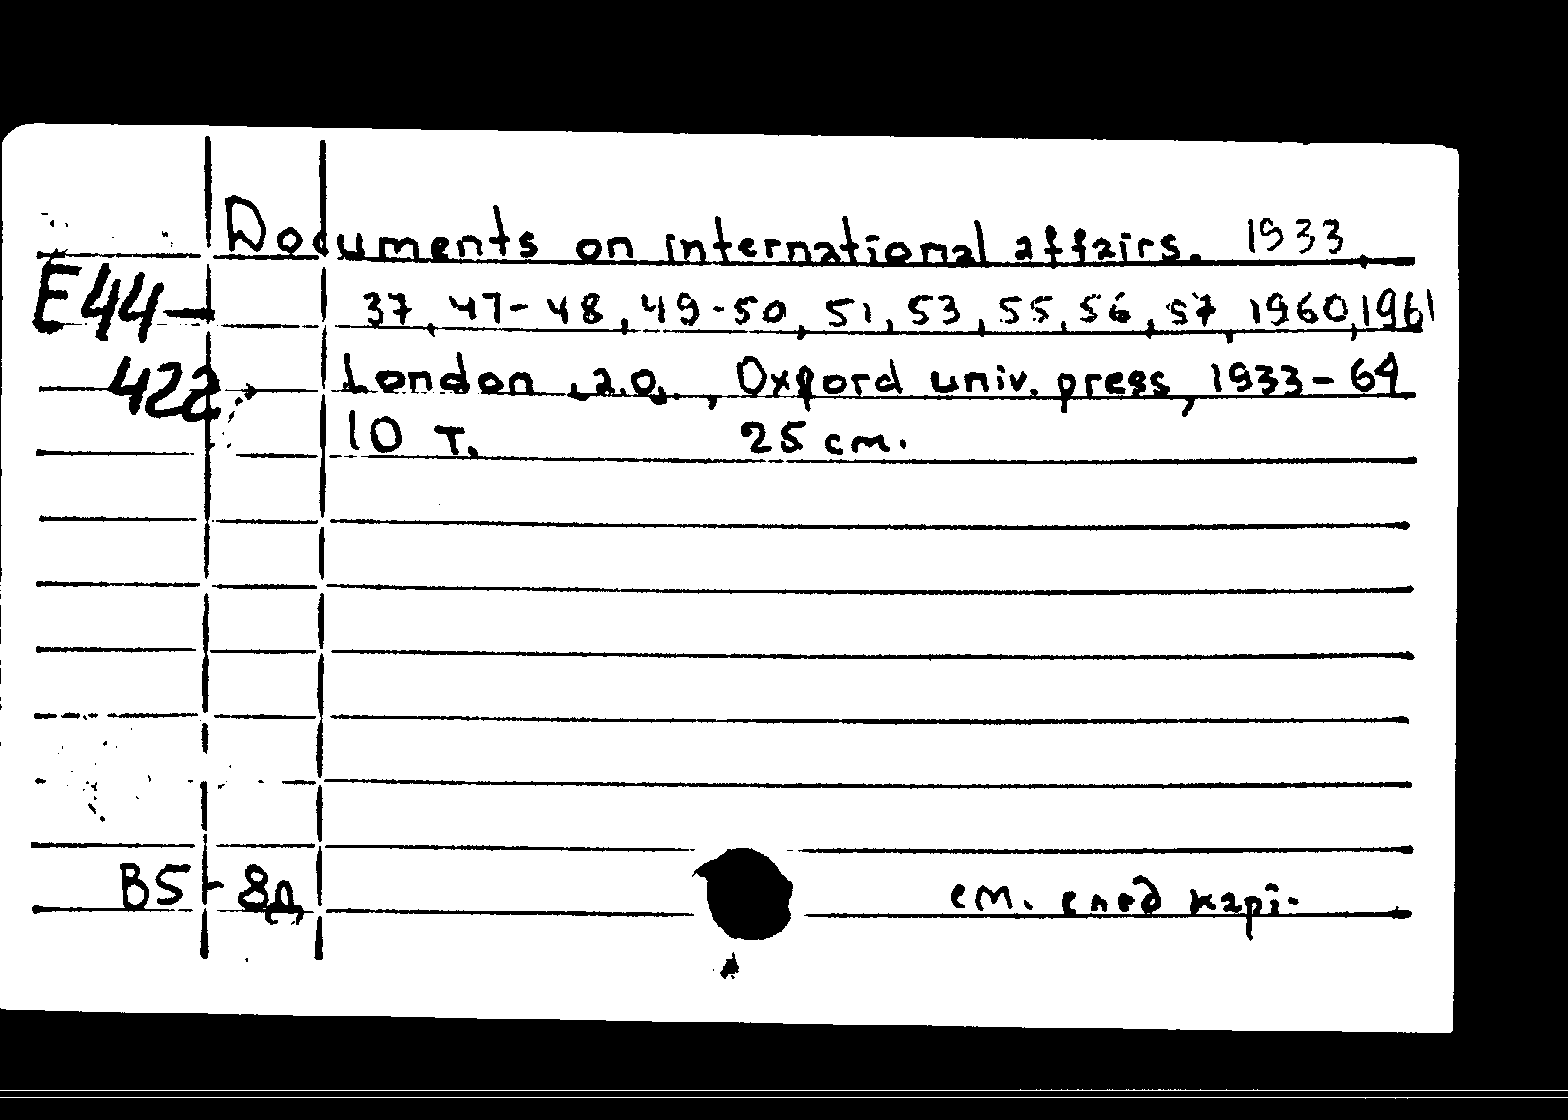 Documents on international affairs. 1933,
E44-
37, 47-48, 49-50, 51, 53, 55, 56, 57, 1960, 1961
422
London, a.o., Oxford univ. press, 1933-64
10 т. 25 cm.
B5-8д
см. след карт.